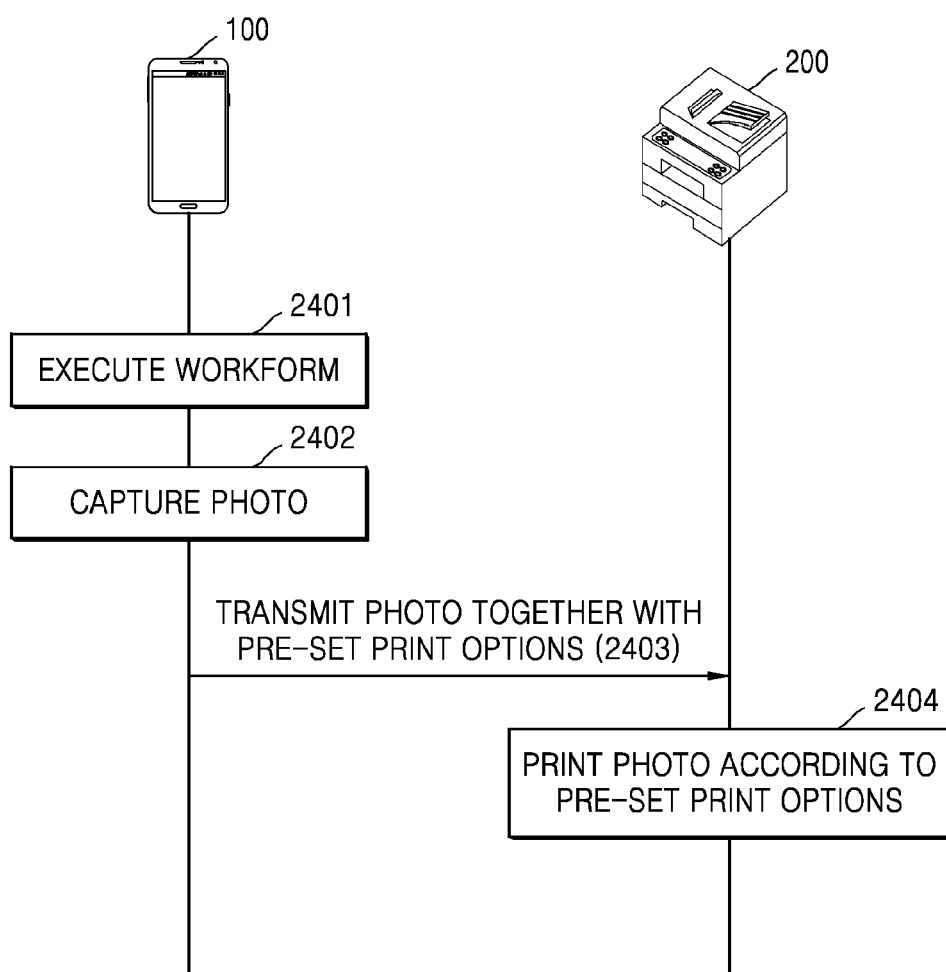 100
200
2401
EXECUTE WORKFORM
2402
CAPTURE PHOTO
TRANSMIT PHOTO TOGETHER WITH
PRE-SET PRINT OPTIONS (2403)
2404
PRINT PHOTO ACCORDING TO
PRE-SET PRINT OPTIONS